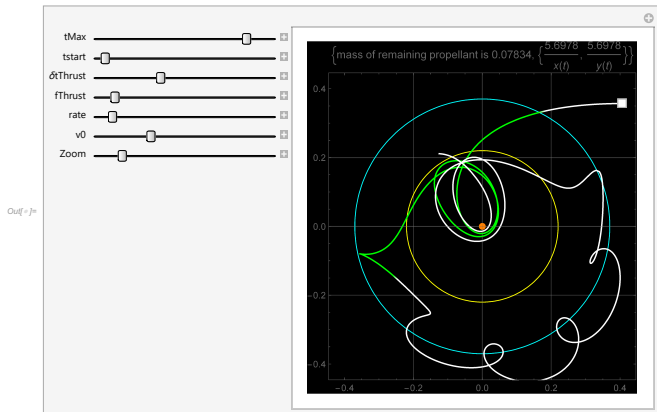 tMax
tstart
δtThrust
fThrust
rate
v0
Zoom
Out[•]=
{mass of remaining propellant is 0.07834, {5.6978/x(t), 5.6978/y(t)}}
0.4
0.2
0.0
−0.2
−0.4
−0.4 −0.2 0.0 0.2 0.4